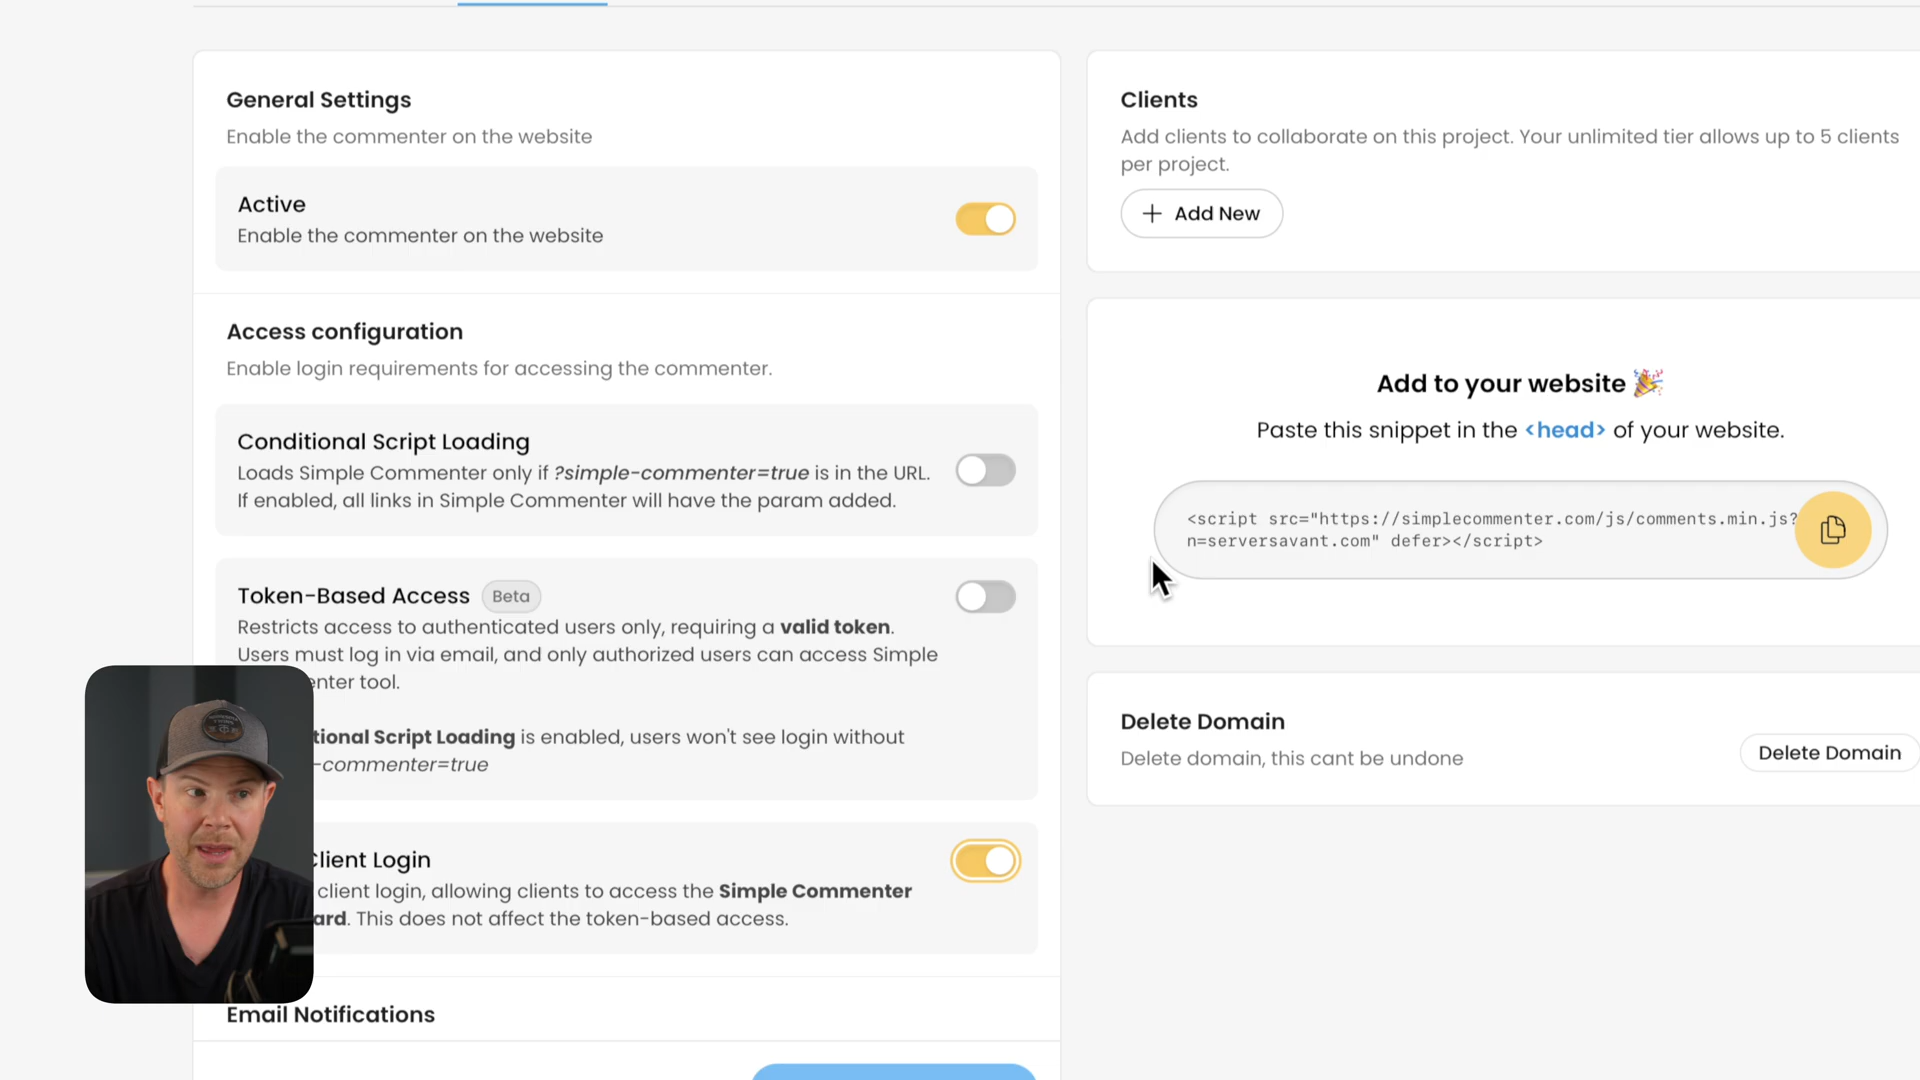 General Settings
Enable the commenter on the website
Active
Enable the commenter on the website
Access configuration
Enable login requirements for accessing the commenter.
Conditional Script Loading
Loads Simple Commenter only if ?simple-commenter=true is in the URL.
If enabled, all links in Simple Commenter will have the param added.
Token-Based Access Beta
Restricts access to authenticated users only, requiring a valid token.
Users must log in via email, and only authorized users can access Simple
enter tool.
tional Script Loading is enabled, users won't see login without
-commenter=true
Client Login
client login, allowing clients to access the Simple Commenter
ard. This does not affect the token-based access.
Email Notifications
Clients
Add clients to collaborate on this project. Your unlimited tier allows up to 5 clients
per project.
+ Add New
Add to your website 🎉
Paste this snippet in the <head> of your website.
<script src="https://simplecommenter.com/js/comments.min.js?
n=serversavant.com" defer></script>
Delete Domain
Delete domain, this cant be undone
Delete Domain